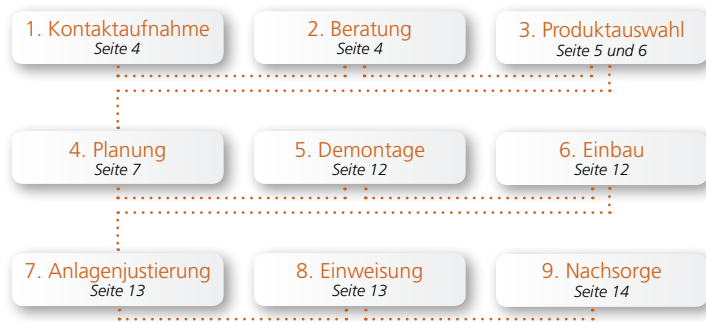 1. Kontaktaufnahme
Seite 4
2. Beratung
Seite 4
3. Produktauswahl
Seite 5 und 6
4. Planung
Seite 7
5. Demontage
Seite 12
6. Einbau
Seite 12
7. Anlagenjustierung
Seite 13
8. Einweisung
Seite 13
9. Nachsorge
Seite 14